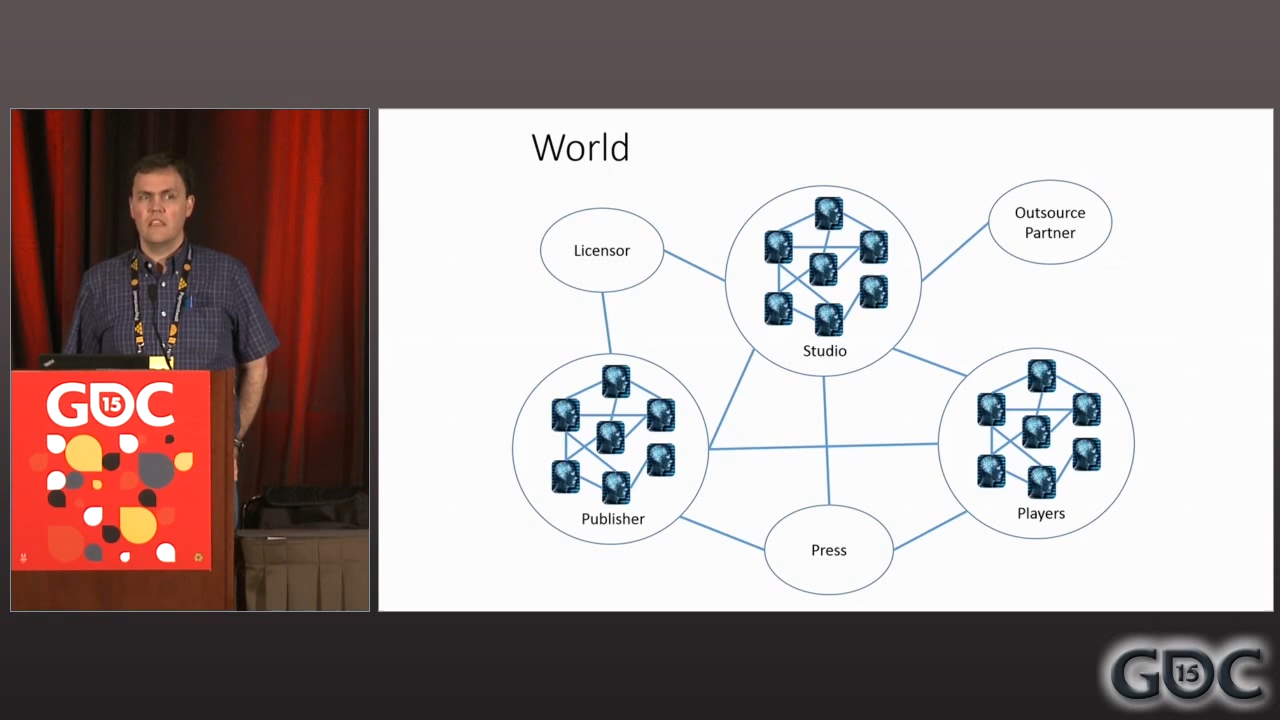 World
Licensor
Outsource
Partner
Studio
Publisher
Players
Press
GDC
15
GDC
15